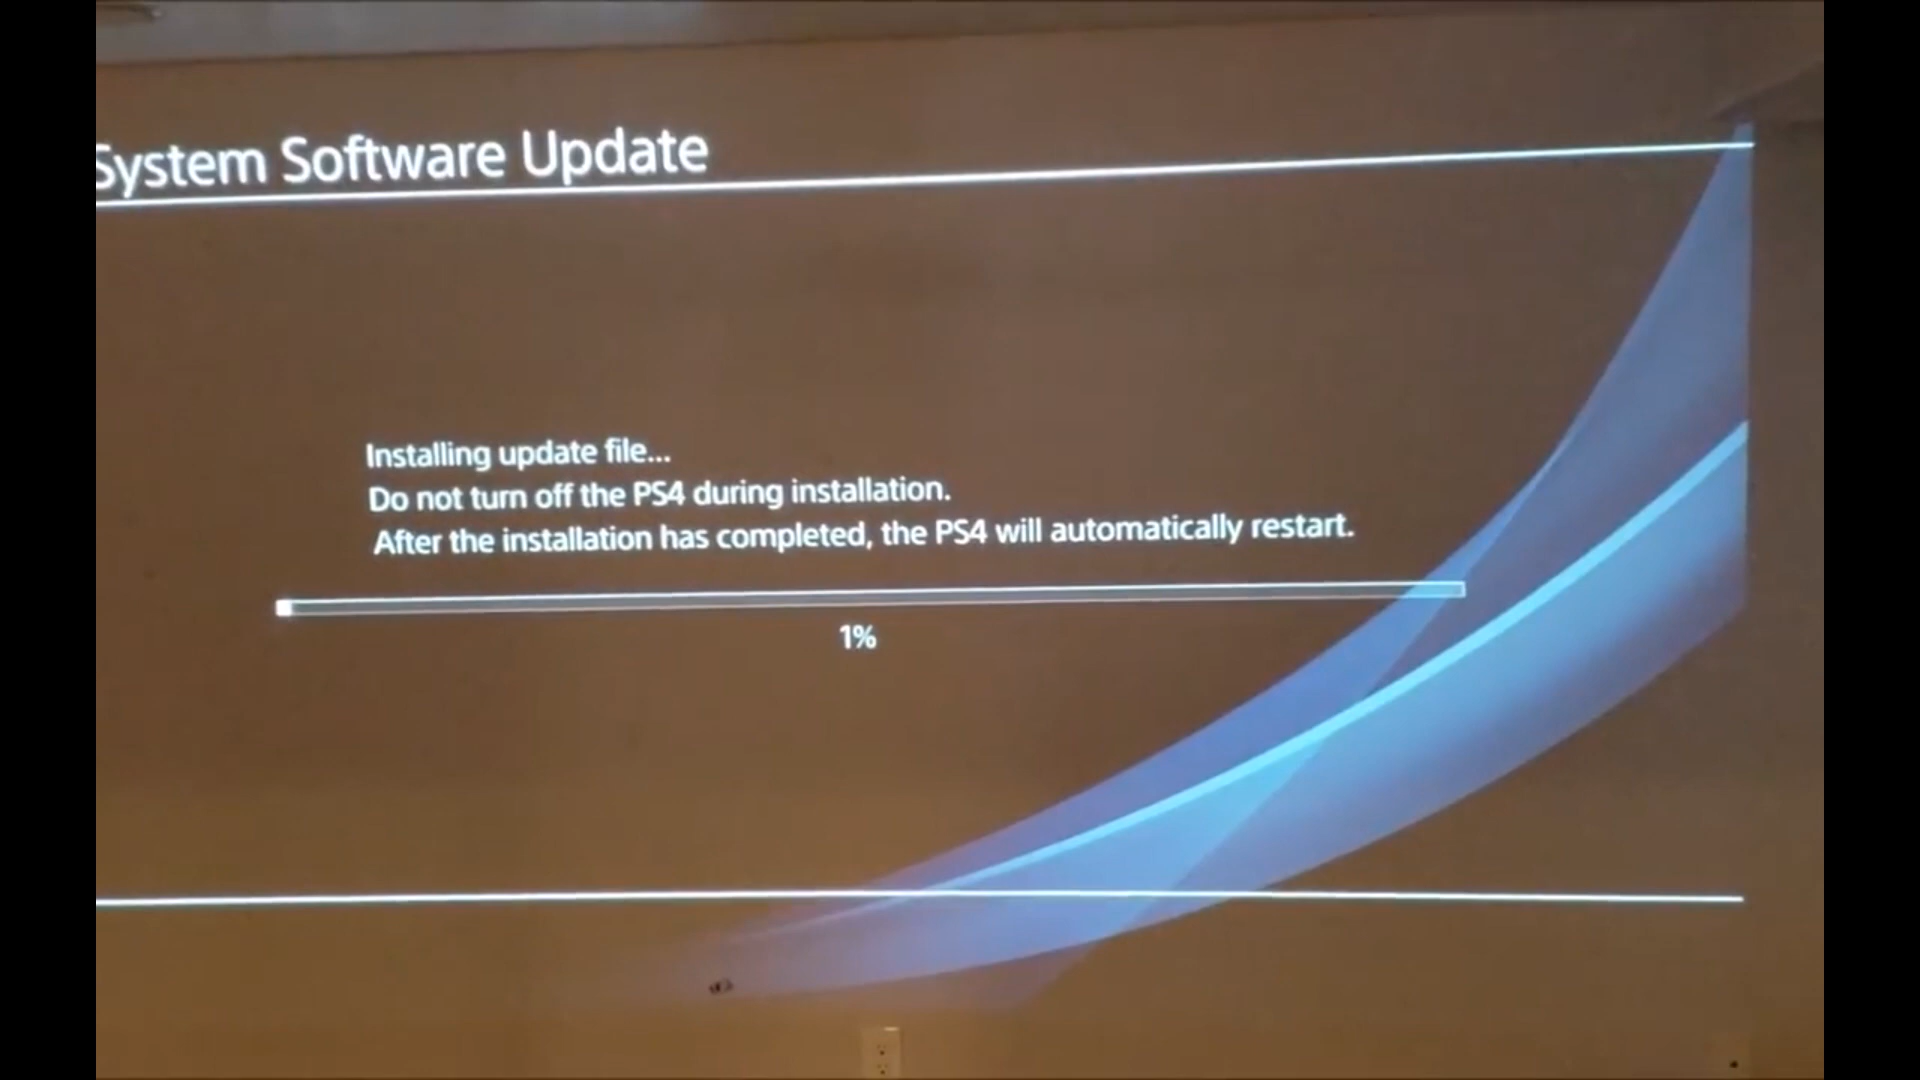 System Software Update
Installing update file...
Do not turn off the PS4 during installation.
After the installation has completed, the PS4 will automatically restart.
1%